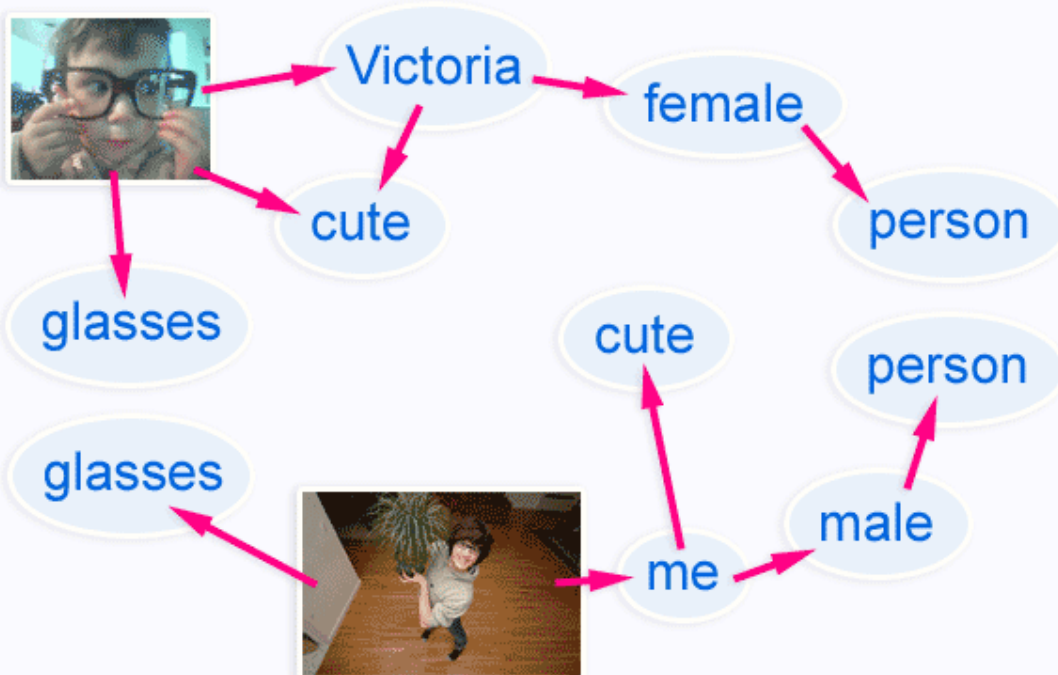 Victoria
female
cute
person
glasses
cute
person
glasses
male
me